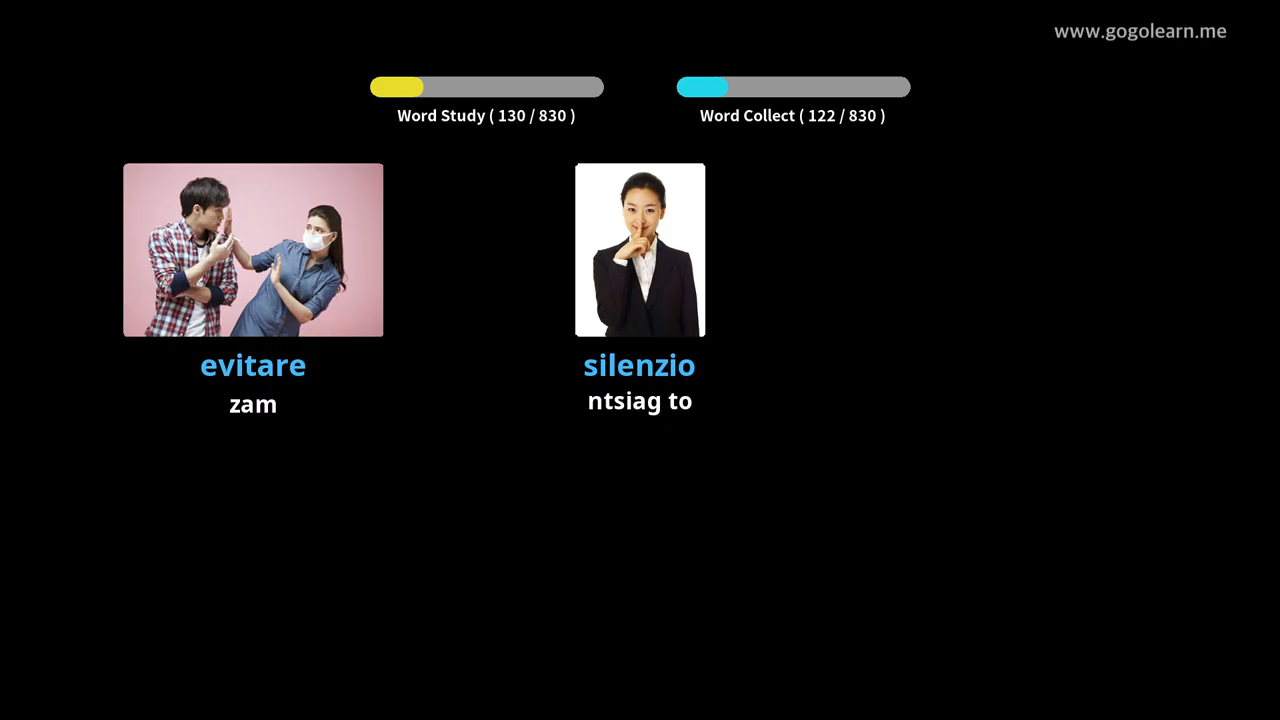 www.gogolearn.me
Word Study ( 130 / 830 )
Word Collect ( 122 / 830 )
evitare
zam
silenzio
ntsiag to